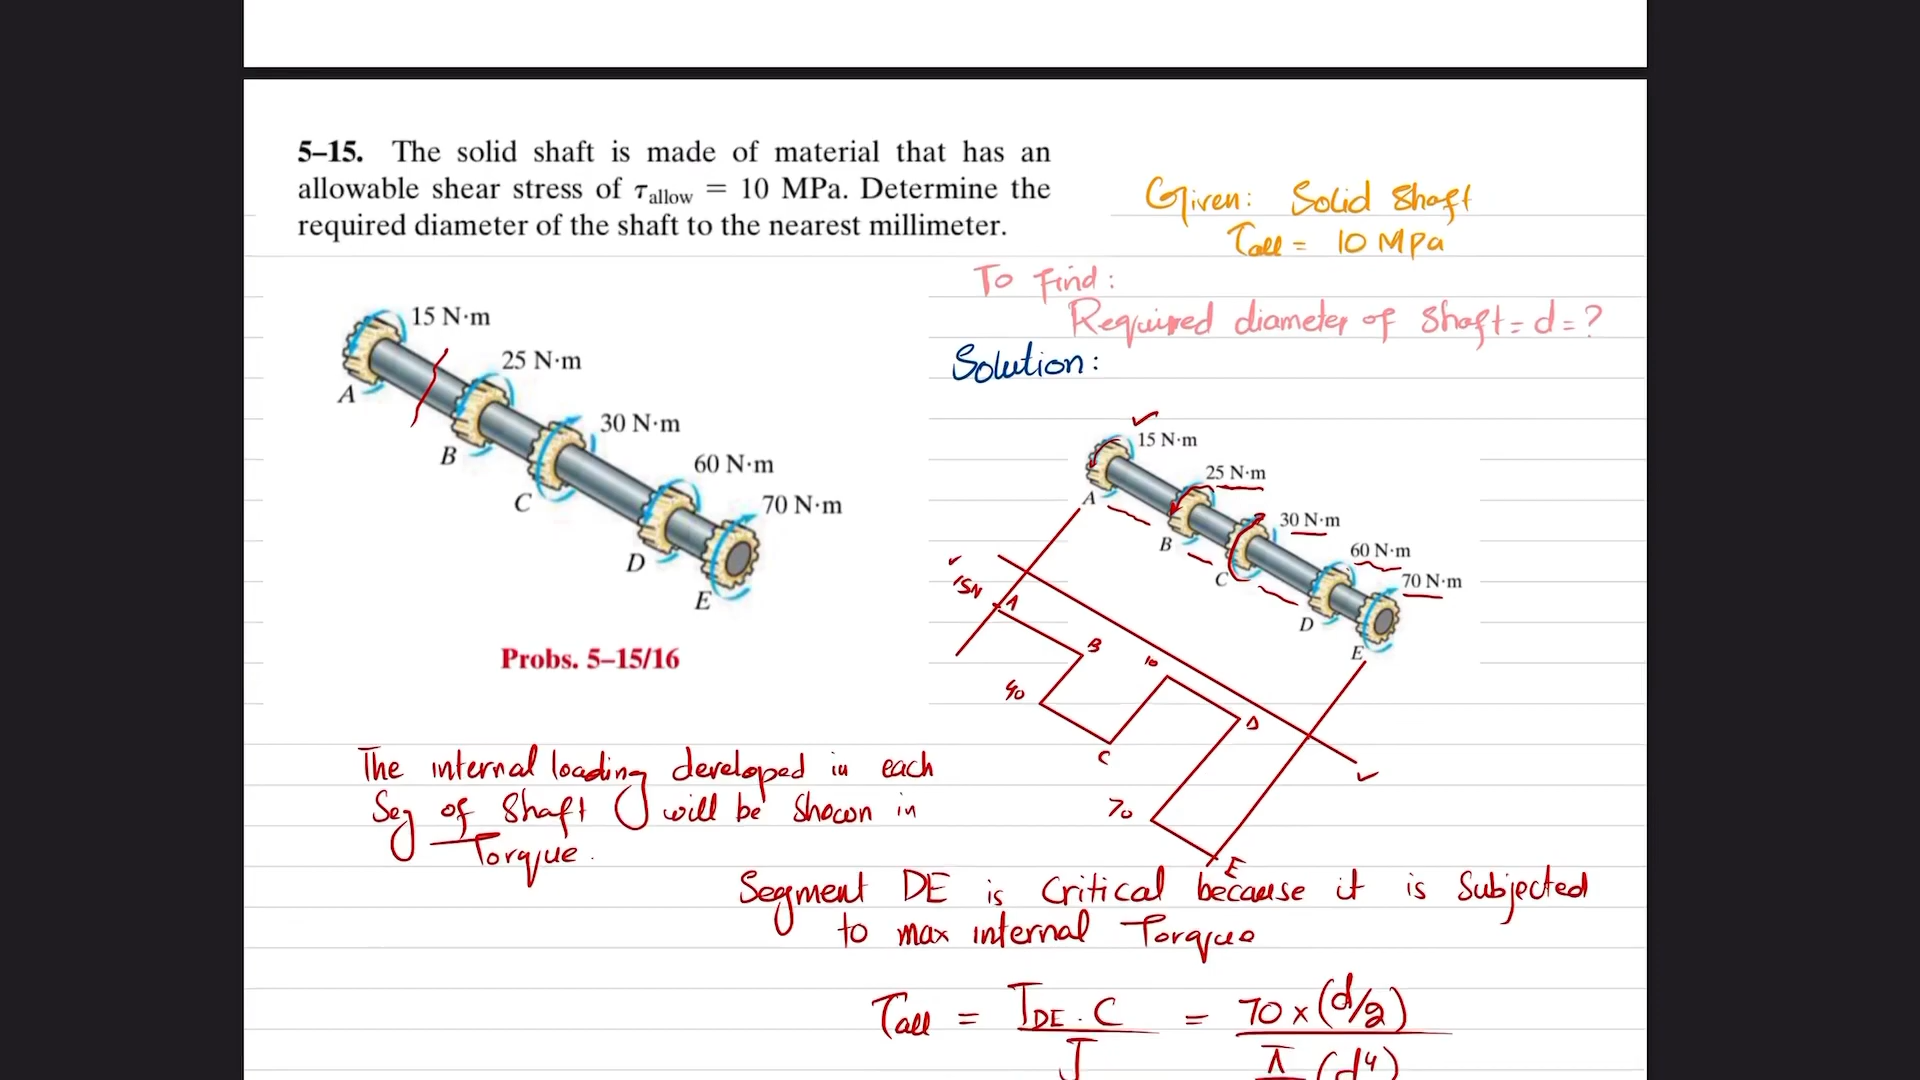 5–15. The solid shaft is made of material that has an
allowable shear stress of τallow = 10 MPa. Determine the
required diameter of the shaft to the nearest millimeter.
Given: Solid Shaft
τall = 10 MPa
To Find:
Required diameter of Shaft = d = ?
Solution:
15 N·m
25 N·m
30 N·m
60 N·m
70 N·m
A
B
C
D
E
Probs. 5–15/16
15 N·m
25 N·m
30 N·m
60 N·m
70 N·m
A
B
C
D
E
15N
A
B
10
40
C
D
70
E
The internal loading developed in each
Seg of Shaft will be Shown in
Torque.
Segment DE is Critical because it is Subjected
to max internal Torque
τall = TDE . C / J = 70 x (d/2) / π (d⁴)